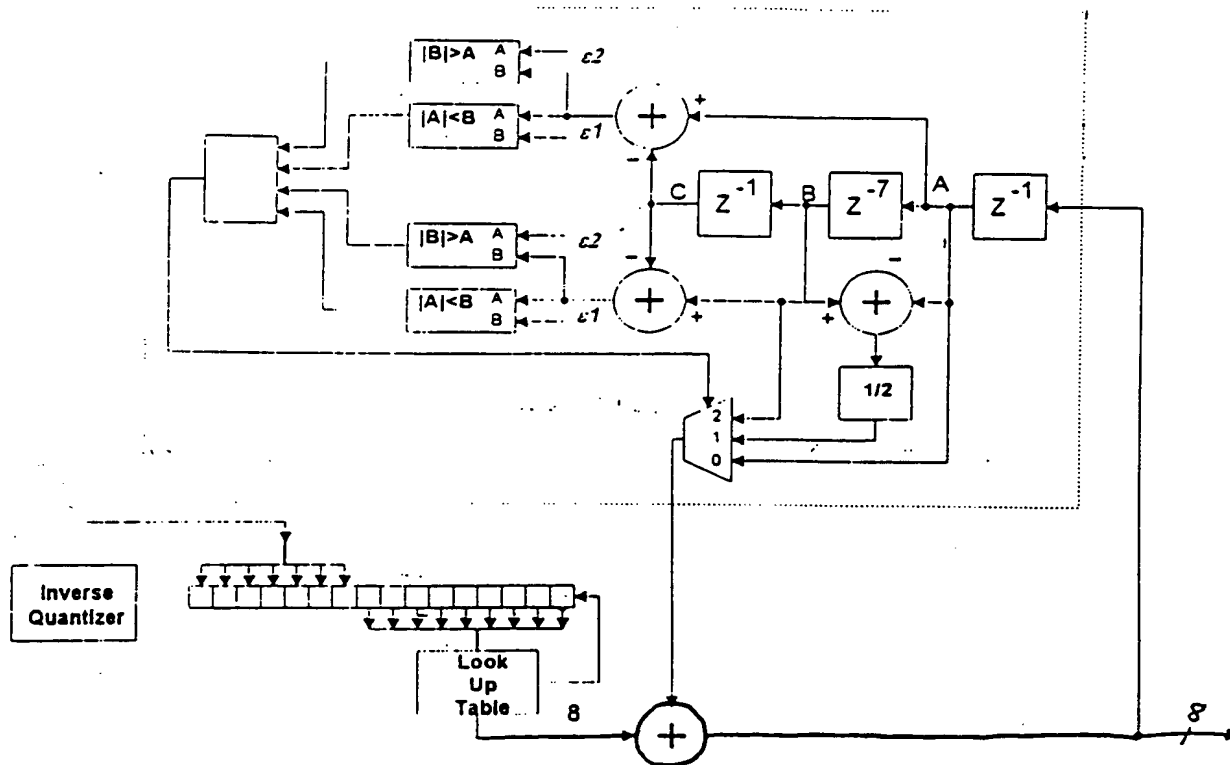 |B|>A A
B
ε2
|A|<B A
B
ε1
+
+
-
C
Z⁻¹
B
Z⁻⁷
A
Z⁻¹
|B|>A A
B
ε2
-
-
|A|<B A
B
ε1
+
+
+
+
1/2
2
1
0
Inverse
Quantizer
Look
Up
Table
8
+
8